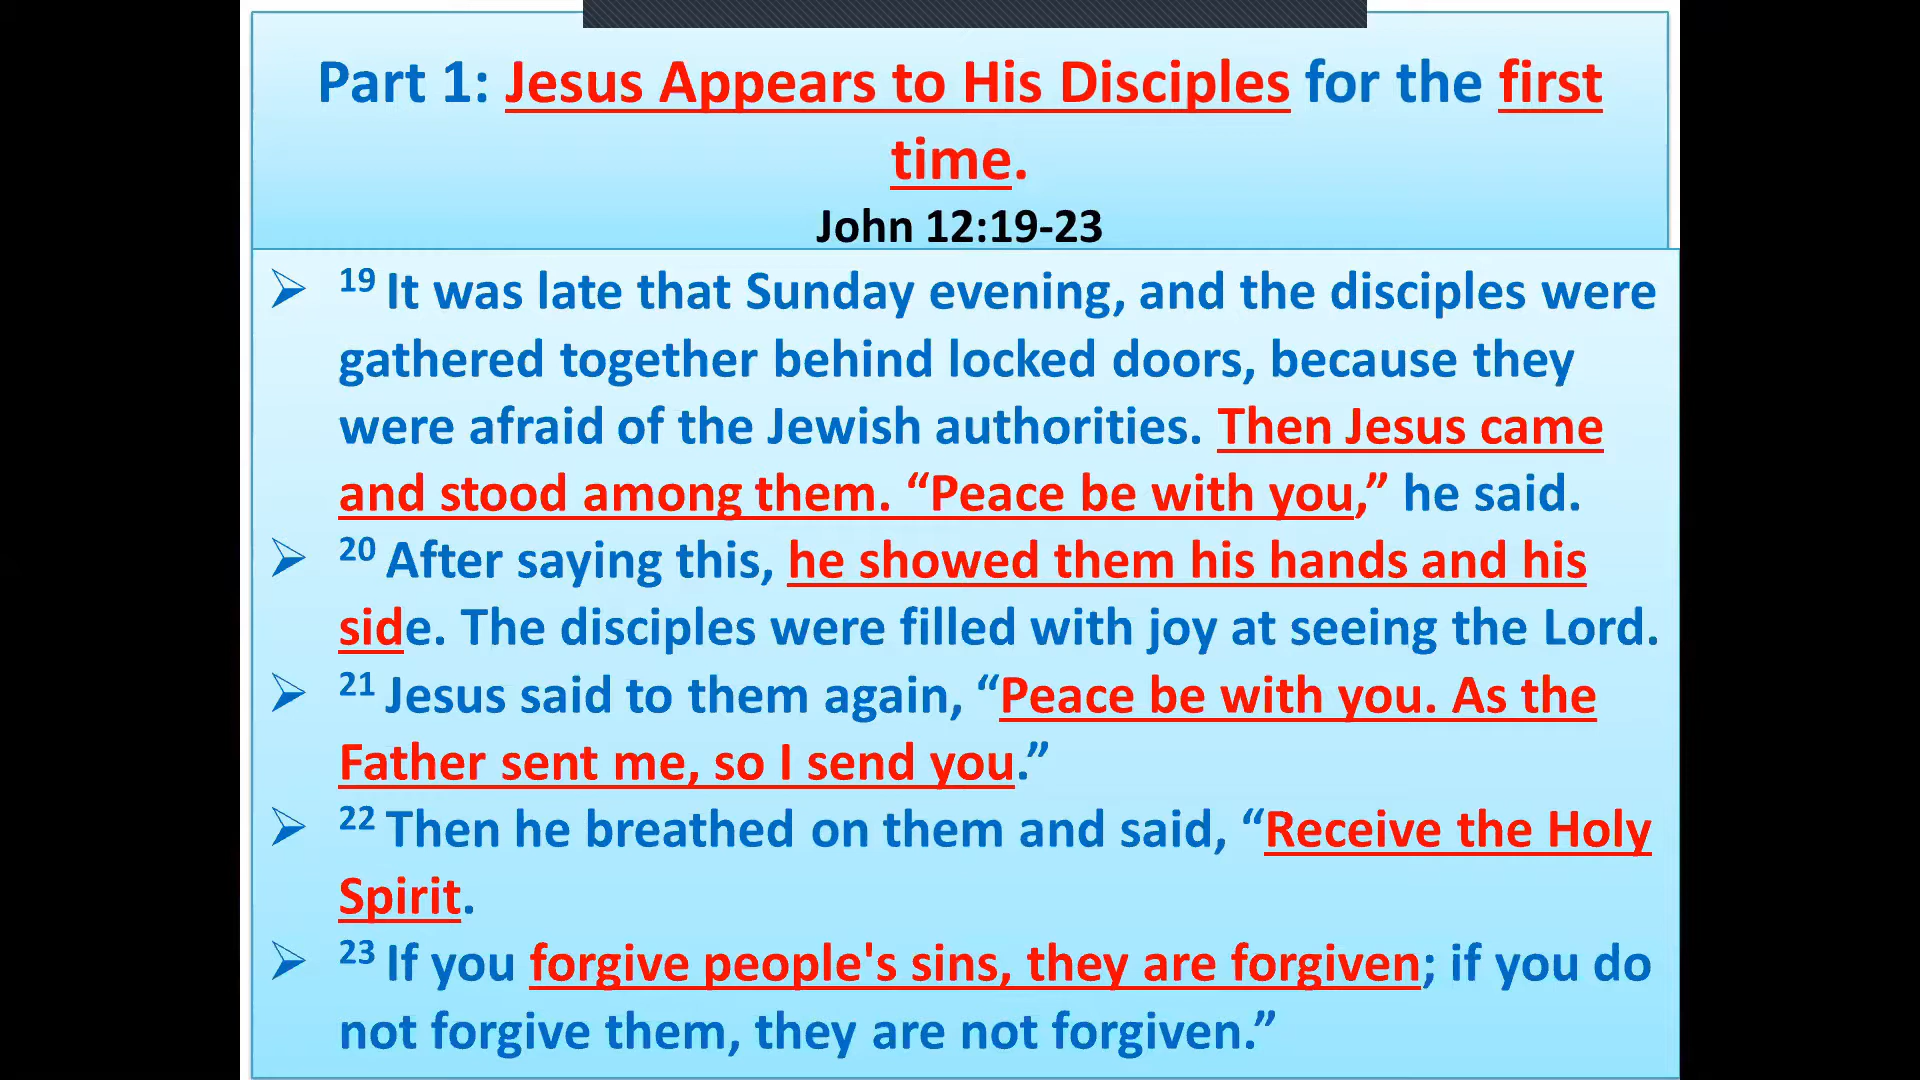 Part 1: Jesus Appears to His Disciples for the first
time.
John 12:19-23
19 It was late that Sunday evening, and the disciples were
gathered together behind locked doors, because they
were afraid of the Jewish authorities. Then Jesus came
and stood among them. “Peace be with you,” he said.
20 After saying this, he showed them his hands and his
side. The disciples were filled with joy at seeing the Lord.
21 Jesus said to them again, “Peace be with you. As the
Father sent me, so I send you.”
22 Then he breathed on them and said, “Receive the Holy
Spirit.
23 If you forgive people's sins, they are forgiven; if you do
not forgive them, they are not forgiven.”